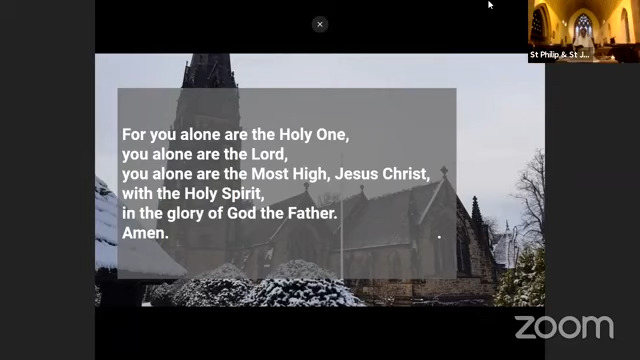 For you alone are the Holy One,
you alone are the Lord,
you alone are the Most High, Jesus Christ,
with the Holy Spirit,
in the glory of God the Father.
Amen.
St Philip & St J...
zoom